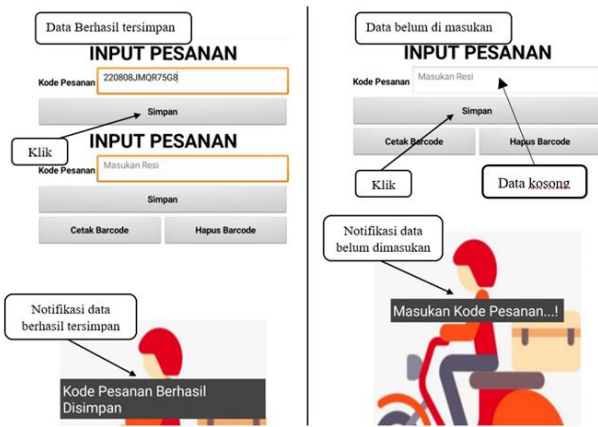 Data Berhasil tersimpan
INPUT PESANAN
Kode Pesanan 220808JMQR75G8
Simpan
Klik
INPUT PESANAN
Kode Pesanan Masukan Resi
Simpan
Cetak Barcode Hapus Barcode
Notifikasi data
berhasil tersimpan
Kode Pesanan Berhasil
Disimpan
Data belum di masukan
INPUT PESANAN
Kode Pesanan Masukan Resi
Simpan
Cetak Barcode Hapus Barcode
Klik
Data kosong
Notifikasi data
belum dimasukan
Masukan Kode Pesanan...!